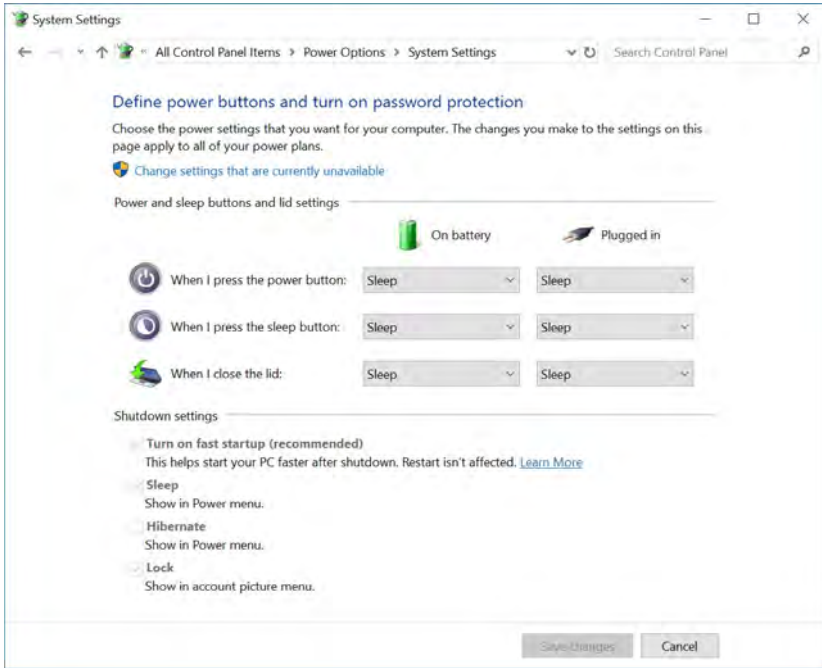 System Settings
All Control Panel Items > Power Options > System Settings
Search Control Panel
Define power buttons and turn on password protection
Choose the power settings that you want for your computer. The changes you make to the settings on this
page apply to all of your power plans.
Change settings that are currently unavailable
Power and sleep buttons and lid settings
On battery Plugged in
When I press the power button: Sleep Sleep
When I press the sleep button: Sleep Sleep
When I close the lid: Sleep Sleep
Shutdown settings
Turn on fast startup (recommended)
This helps start your PC faster after shutdown. Restart isn't affected. Learn More
Sleep
Show in Power menu.
Hibernate
Show in Power menu.
Lock
Show in account picture menu.
Save changes Cancel